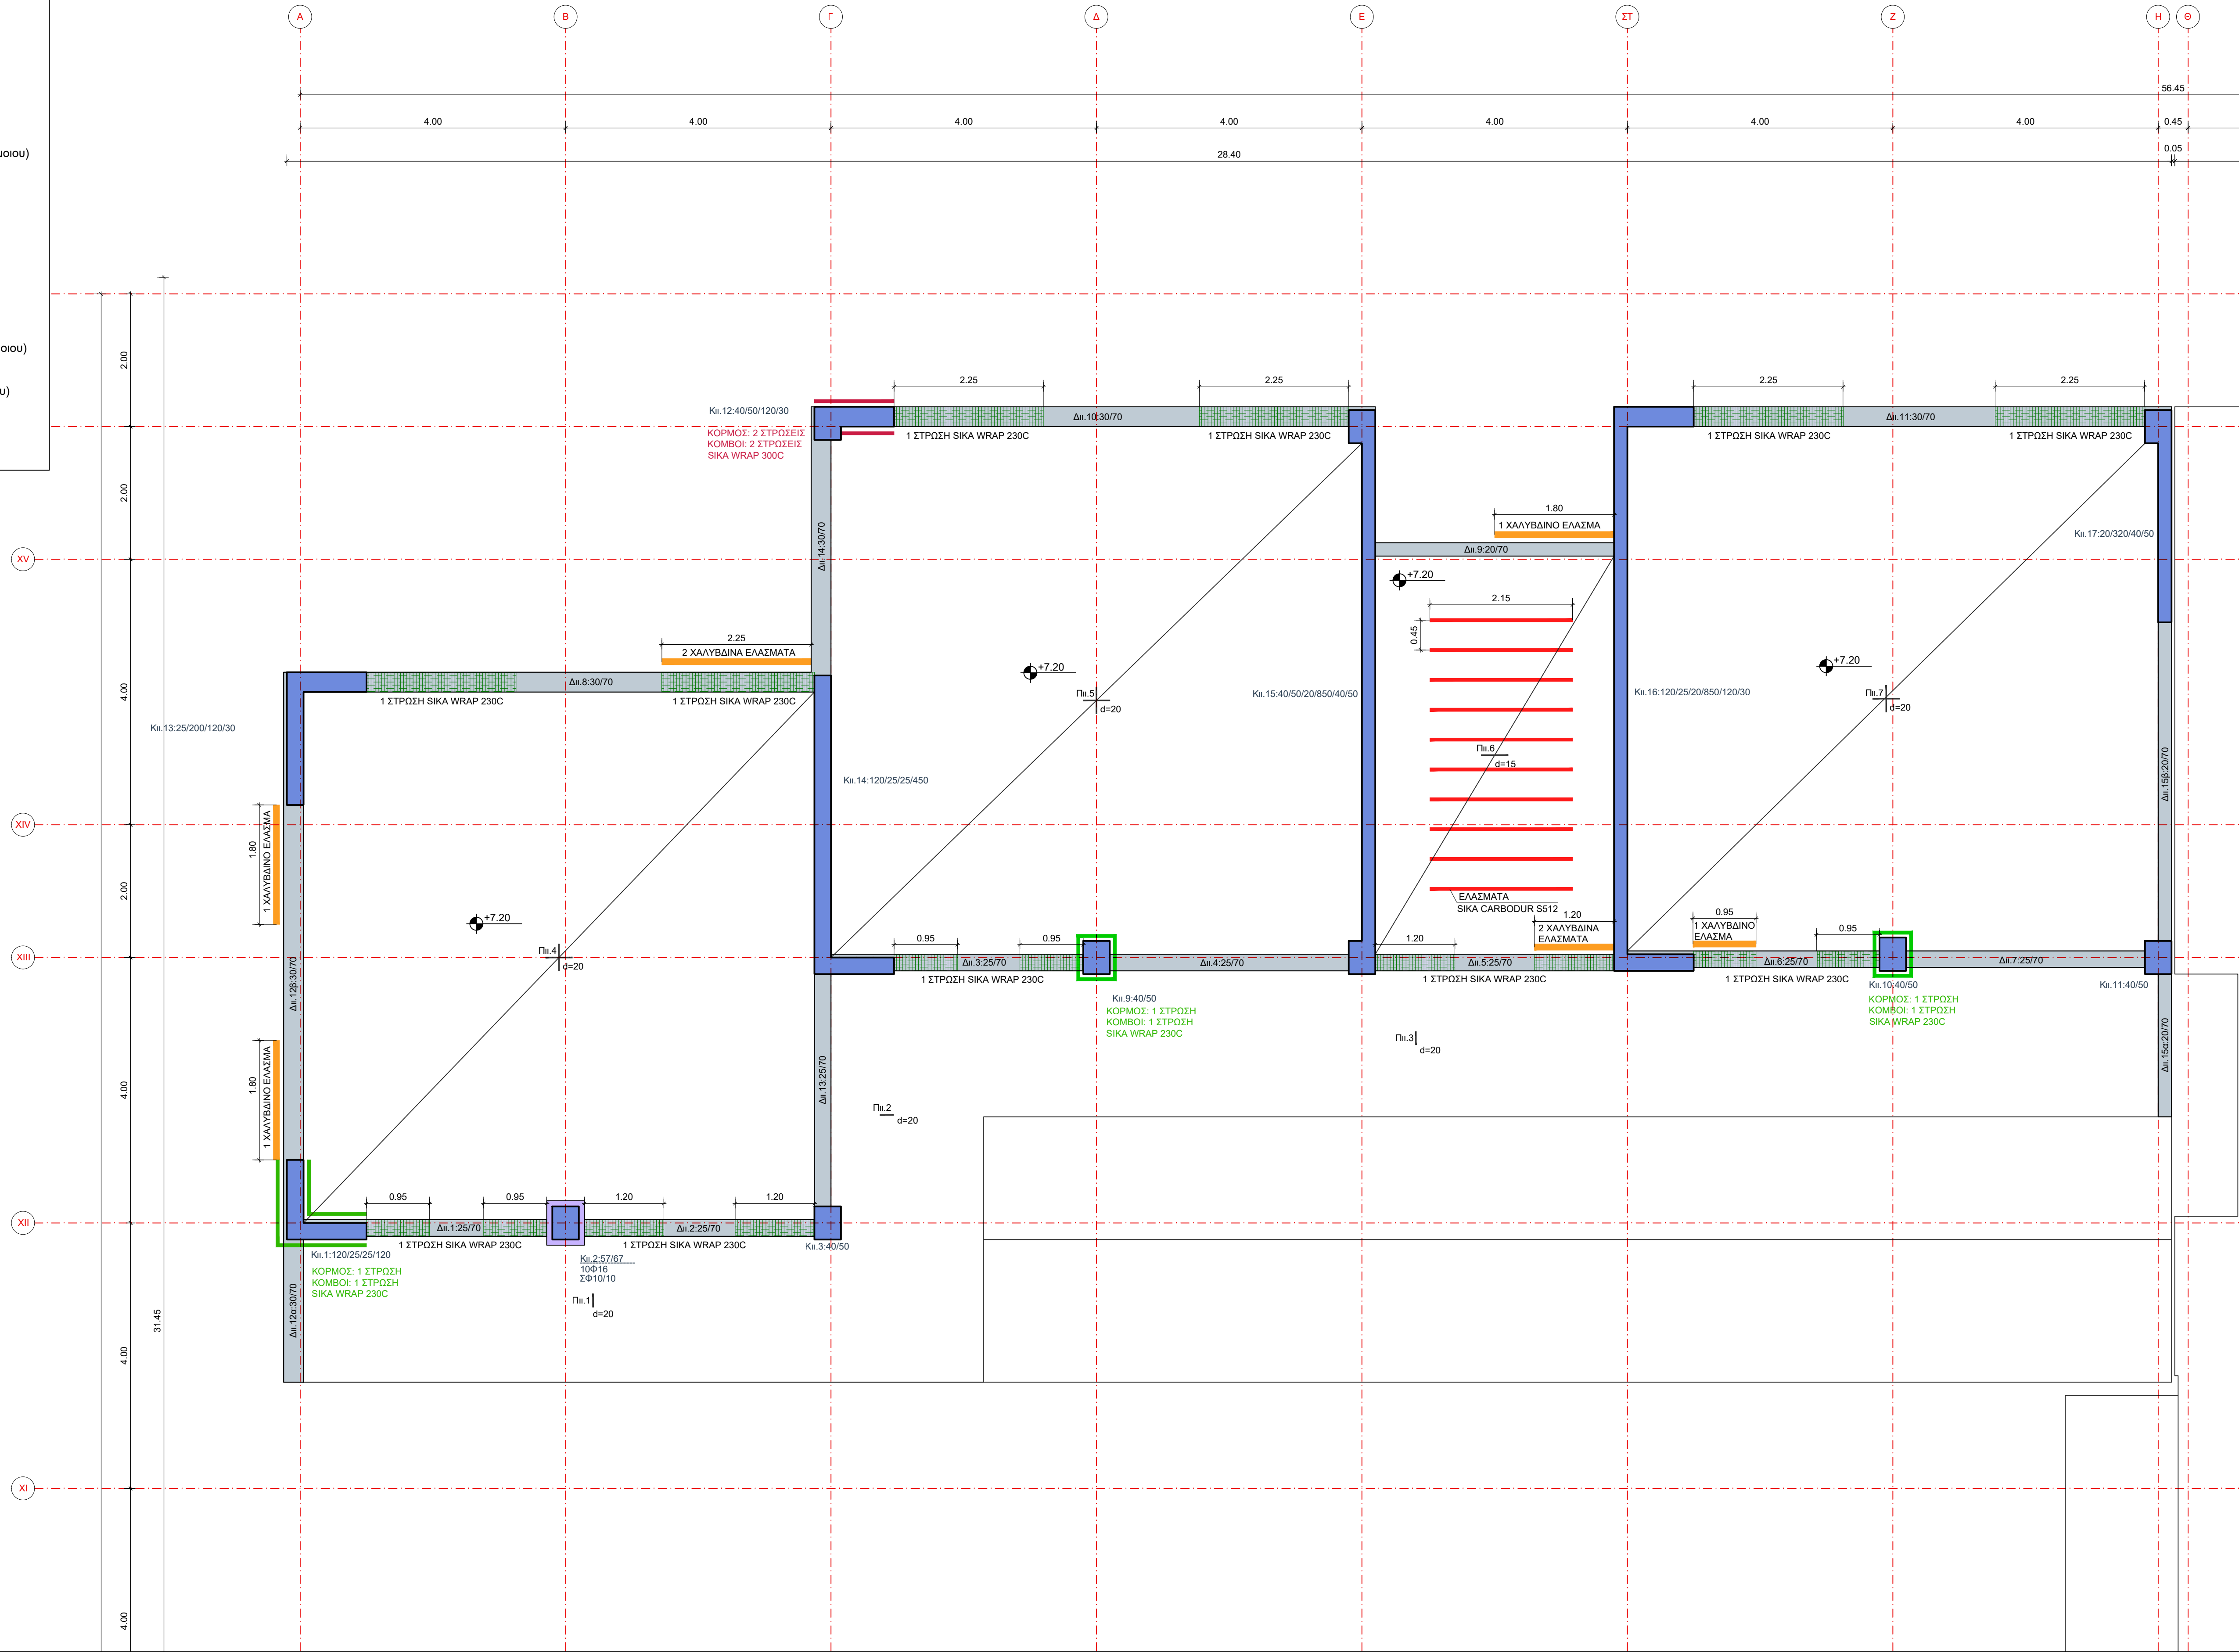 Α
Β
Γ
Δ
Ε
ΣΤ
Ζ
Η
Θ
56.45
4.00
4.00
4.00
4.00
4.00
4.00
4.00
0.45
28.40
0.05
2.00
2.00
4.00
2.00
4.00
4.00
4.00
31.45
XV
XIV
XIII
XII
XI
2.25
2.25
2.25
2.25
Κιι.12:40/50/120/30
ΚΟΡΜΟΣ: 2 ΣΤΡΩΣΕΙΣ
ΚΟΜΒΟΙ: 2 ΣΤΡΩΣΕΙΣ
SIKA WRAP 300C
Διι.10:30/70
Διι.11:30/70
1 ΣΤΡΩΣΗ SIKA WRAP 230C
1 ΣΤΡΩΣΗ SIKA WRAP 230C
1 ΣΤΡΩΣΗ SIKA WRAP 230C
1 ΣΤΡΩΣΗ SIKA WRAP 230C
1.80
1 ΧΑΛΥΒΔΙΝΟ ΕΛΑΣΜΑ
Διι.9:20/70
Διι.14:30/70
Κιι.17:20/320/40/50
+7.20
2.15
0.45
2.25
2 ΧΑΛΥΒΔΙΝΑ ΕΛΑΣΜΑΤΑ
Διι.8:30/70
1 ΣΤΡΩΣΗ SIKA WRAP 230C
1 ΣΤΡΩΣΗ SIKA WRAP 230C
+7.20
+7.20
Πιι.5
d=20
Κιι.15:40/50/20/850/40/50
Κιι.16:120/25/20/850/120/30
Πιι.7
d=20
Κιι.13:25/200/120/30
Πιι.6
d=15
Κιι.14:120/25/25/450
Διι.15β:20/70
1.80
1 ΧΑΛΥΒΔΙΝΟ ΕΛΑΣΜΑ
ΕΛΑΣΜΑΤΑ
SIKA CARBODUR S512
+7.20
Πιι.4
d=20
0.95
0.95
1.20
1.20
2 ΧΑΛΥΒΔΙΝΑ
ΕΛΑΣΜΑΤΑ
0.95
1 ΧΑΛΥΒΔΙΝΟ
ΕΛΑΣΜΑ
0.95
Διι.3:25/70
Διι.4:25/70
Διι.5:25/70
Διι.6:25/70
Διι.7:25/70
1 ΣΤΡΩΣΗ SIKA WRAP 230C
1 ΣΤΡΩΣΗ SIKA WRAP 230C
1 ΣΤΡΩΣΗ SIKA WRAP 230C
Διι.12β:30/70
Κιι.9:40/50
ΚΟΡΜΟΣ: 1 ΣΤΡΩΣΗ
ΚΟΜΒΟΙ: 1 ΣΤΡΩΣΗ
SIKA WRAP 230C
Κιι.10:40/50
ΚΟΡΜΟΣ: 1 ΣΤΡΩΣΗ
ΚΟΜΒΟΙ: 1 ΣΤΡΩΣΗ
SIKA WRAP 230C
Κιι.11:40/50
Διι.15α:20/70
Πιι.3
d=20
1.80
1 ΧΑΛΥΒΔΙΝΟ ΕΛΑΣΜΑ
Διι.13:25/70
Πιι.2
d=20
0.95
0.95
1.20
1.20
Διι.1:25/70
Διι.2:25/70
1 ΣΤΡΩΣΗ SIKA WRAP 230C
1 ΣΤΡΩΣΗ SIKA WRAP 230C
Κιι.3:40/50
Κιι.1:120/25/25/120
ΚΟΡΜΟΣ: 1 ΣΤΡΩΣΗ
ΚΟΜΒΟΙ: 1 ΣΤΡΩΣΗ
SIKA WRAP 230C
Κιι.2:57/67
10Φ16
ΣΦ10/10
Πιι.1
d=20
Διι.12α:30/70